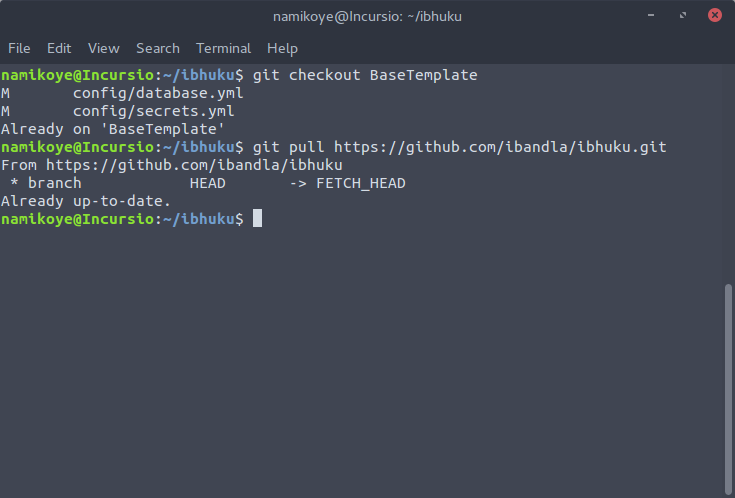 namikoye@Incursio: ~/ibhuku
File Edit View Search Terminal Help
namikoye@Incursio:~/ibhuku$ git checkout BaseTemplate
M       config/database.yml
M       config/secrets.yml
Already on 'BaseTemplate'
namikoye@Incursio:~/ibhuku$ git pull https://github.com/ibandla/ibhuku.git
From https://github.com/ibandla/ibhuku
 * branch            HEAD       -> FETCH_HEAD
Already up-to-date.
namikoye@Incursio:~/ibhuku$